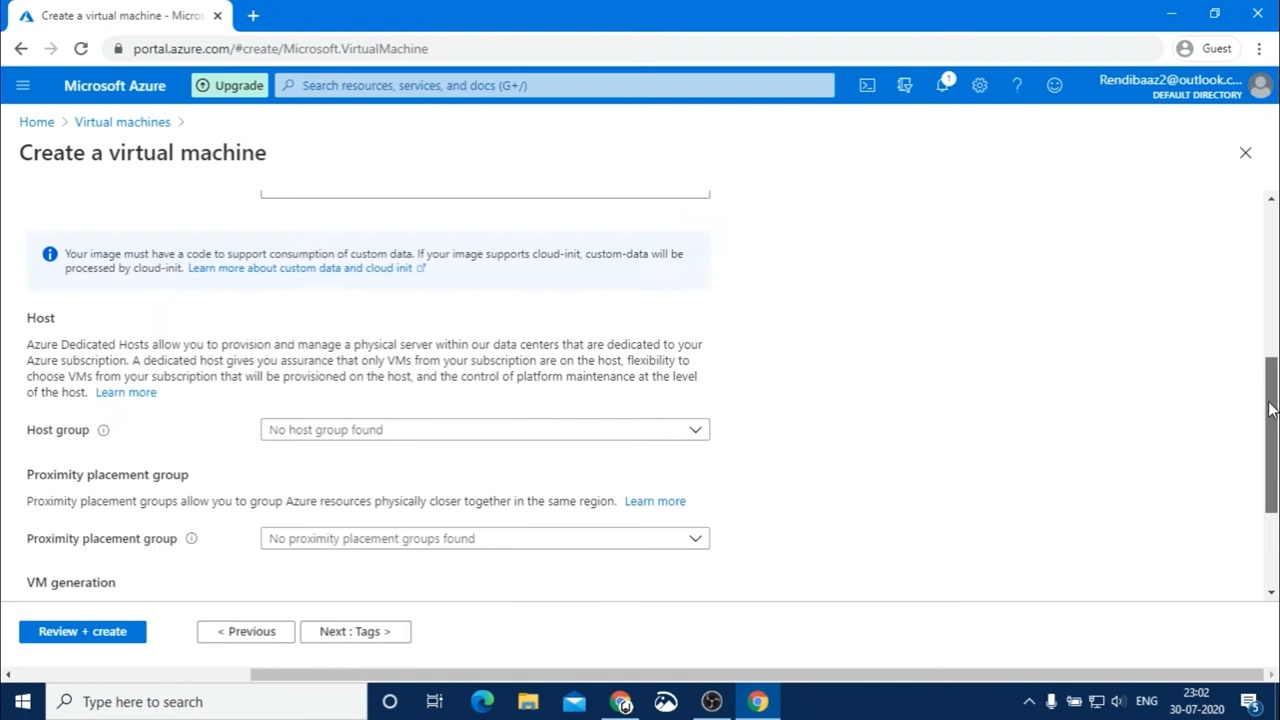 Create a virtual machine - Micros
portal.azure.com/#create/Microsoft.VirtualMachine
Guest
Microsoft Azure
Upgrade
Search resources, services, and docs (G+/)
1
Rendibaaz2@outlook.c...
DEFAULT DIRECTORY
Home > Virtual machines >
Create a virtual machine
Your image must have a code to support consumption of custom data. If your image supports cloud-init, custom-data will be
processed by cloud-init. Learn more about custom data and cloud init
Host
Azure Dedicated Hosts allow you to provision and manage a physical server within our data centers that are dedicated to your
Azure subscription. A dedicated host gives you assurance that only VMs from your subscription are on the host, flexibility to
choose VMs from your subscription that will be provisioned on the host, and the control of platform maintenance at the level
of the host. Learn more
Host group
No host group found
Proximity placement group
Proximity placement groups allow you to group Azure resources physically closer together in the same region. Learn more
Proximity placement group
No proximity placement groups found
VM generation
Review + create
< Previous
Next : Tags >
Type here to search
ENG
23:02
30-07-2020
5